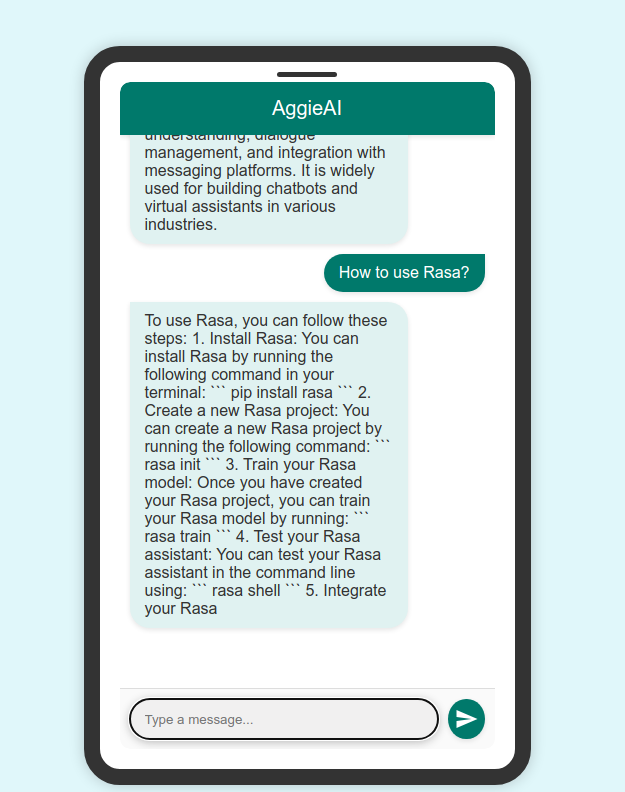 AggieAI
understanding, dialogue
management, and integration with
messaging platforms. It is widely
used for building chatbots and
virtual assistants in various
industries.
How to use Rasa?
To use Rasa, you can follow these
steps: 1. Install Rasa: You can
install Rasa by running the
following command in your
terminal: ``` pip install rasa ``` 2.
Create a new Rasa project: You
can create a new Rasa project by
running the following command: ```
rasa init ``` 3. Train your Rasa
model: Once you have created
your Rasa project, you can train
your Rasa model by running: ```
rasa train ``` 4. Test your Rasa
assistant: You can test your Rasa
assistant in the command line
using: ``` rasa shell ``` 5. Integrate
your Rasa
Type a message...